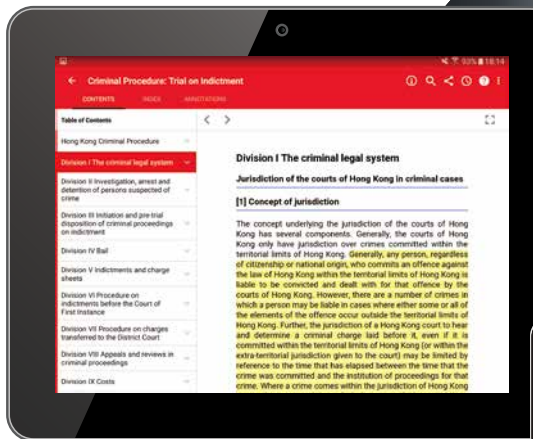 93% 18:14
Criminal Procedure: Trial on Indictment
CONTENTS INDEX ANNOTATIONS
Table of Contents
Hong Kong Criminal Procedure
Division I The criminal legal system
Division II Investigation, arrest and
detention of persons suspected of
crime
Division III Initiation and pre-trial
disposition of criminal proceedings
on indictment
Division IV Bail
Division V Indictments and charge
sheets
Division VI Procedure on
indictments before the Court of
First Instance
Division VII Procedure on charges
transferred to the District Court
Division VIII Appeals and reviews in
criminal proceedings
Division IX Costs
Division I The criminal legal system
Jurisdiction of the courts of Hong Kong in criminal cases
[1] Concept of jurisdiction
The concept underlying the jurisdiction of the courts of Hong
Kong has several components. Generally, the courts of Hong
Kong only have jurisdiction over crimes committed within the
territorial limits of Hong Kong. Generally, any person, regardless
of citizenship or national origin, who commits an offence against
the law of Hong Kong within the territorial limits of Hong Kong is
liable to be convicted and dealt with for that offence by the
courts of Hong Kong. However, there are a number of crimes in
which a person may be liable in cases where either some or all of
the elements of the offence occur outside the territorial limits of
Hong Kong. Further, the jurisdiction of a Hong Kong court to hear
and determine a criminal charge laid before it, even if it is
committed within the territorial limits of Hong Kong (or within the
extra-territorial jurisdiction given to the court) may be limited by
reference to the time that has elapsed between the time that the
crime was committed and the institution of proceedings for that
crime. Where a crime comes within the jurisdiction of Hong Kong